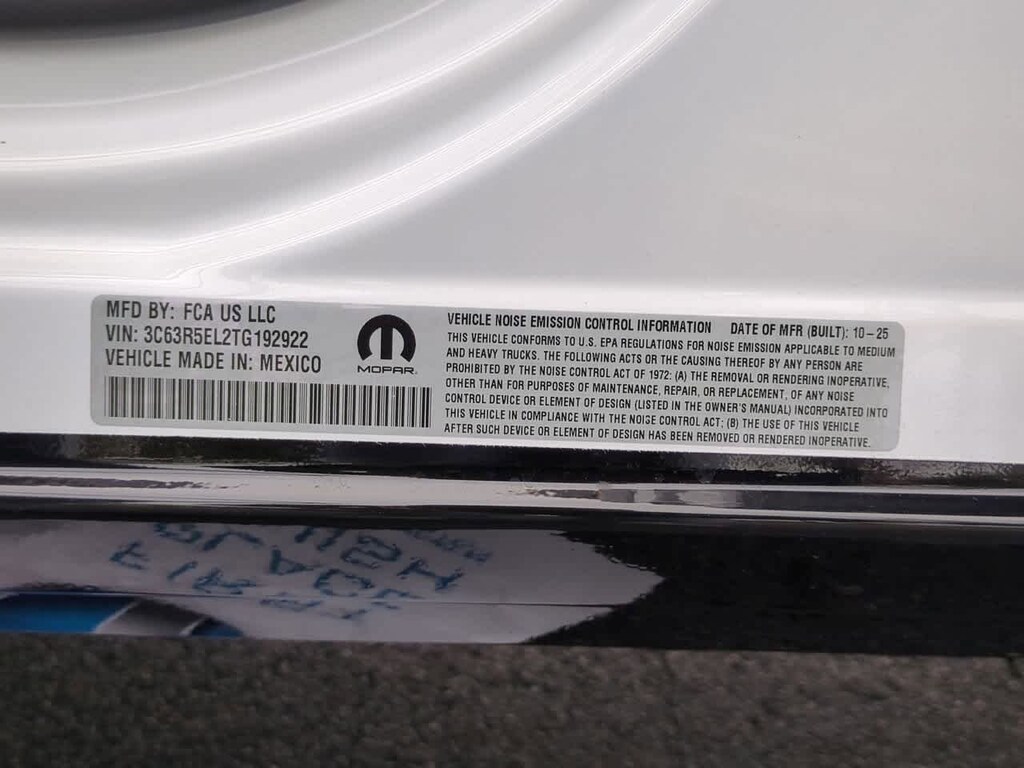 MFD BY: FCA US LLC
VIN: 3C63R5EL2TG192922
VEHICLE MADE IN: MEXICO
MOPAR
VEHICLE NOISE EMISSION CONTROL INFORMATION DATE OF MFR (BUILT): 10-25
THIS VEHICLE CONFORMS TO U.S. EPA REGULATIONS FOR NOISE EMISSION APPLICABLE TO MEDIUM
AND HEAVY TRUCKS. THE FOLLOWING ACTS OR THE CAUSING THEREOF BY ANY PERSON ARE
PROHIBITED BY THE NOISE CONTROL ACT OF 1972: (A) THE REMOVAL OR RENDERING INOPERATIVE,
OTHER THAN FOR PURPOSES OF MAINTENANCE, REPAIR, OR REPLACEMENT, OF ANY NOISE
CONTROL DEVICE OR ELEMENT OF DESIGN (LISTED IN THE OWNER'S MANUAL) INCORPORATED INTO
THIS VEHICLE IN COMPLIANCE WITH THE NOISE CONTROL ACT; (B) THE USE OF THIS VEHICLE
AFTER SUCH DEVICE OR ELEMENT OF DESIGN HAS BEEN REMOVED OR RENDERED INOPERATIVE.